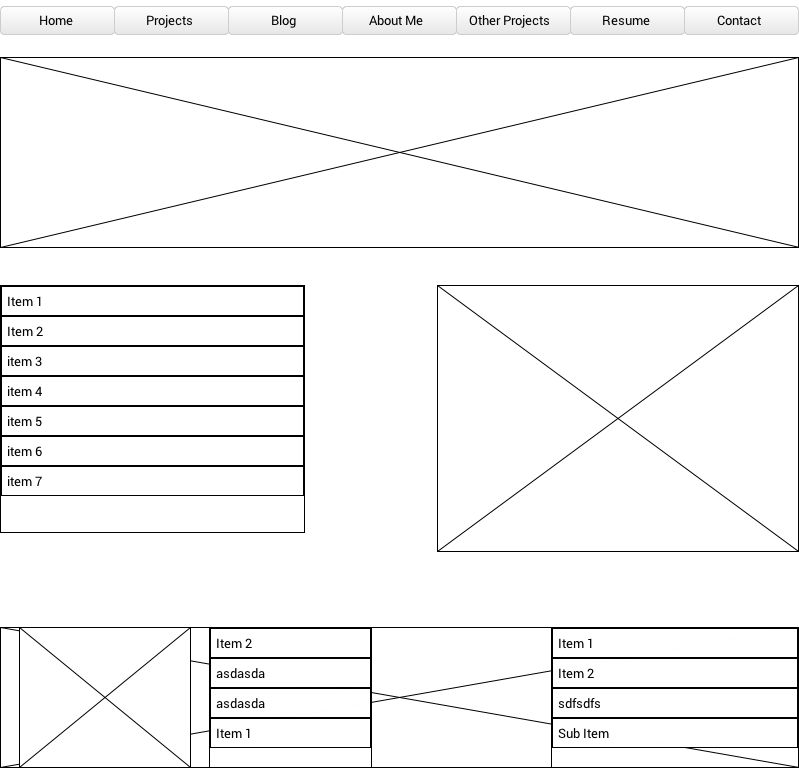 Home Projects Blog About Me Other Projects Resume Contact
Item 1
Item 2
item 3
item 4
item 5
item 6
item 7
Item 2
asdasda
asdasda
Item 1
Item 1
Item 2
sdfsdfs
Sub Item